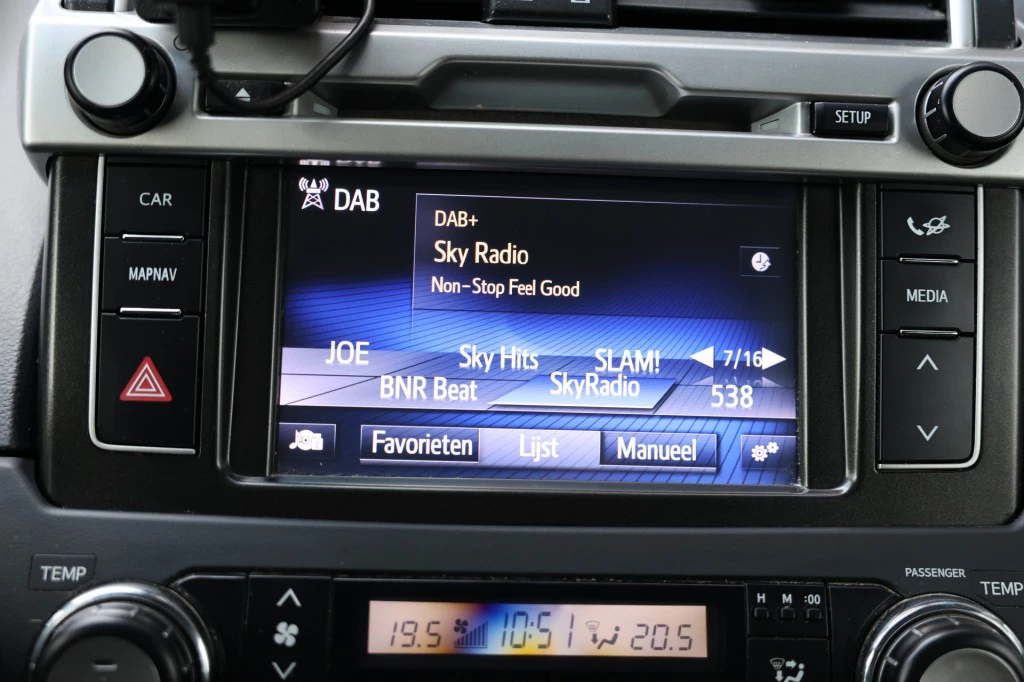 SETUP
CAR
MAPNAV
DAB
DAB+
Sky Radio
Non-Stop Feel Good
MEDIA
JOE Sky Hits SLAM! 7/16
BNR Beat SkyRadio 538
Favorieten Lijst Manueel
TEMP
PASSENGER
TEMP
H M :00
19.5 10:51 20.5